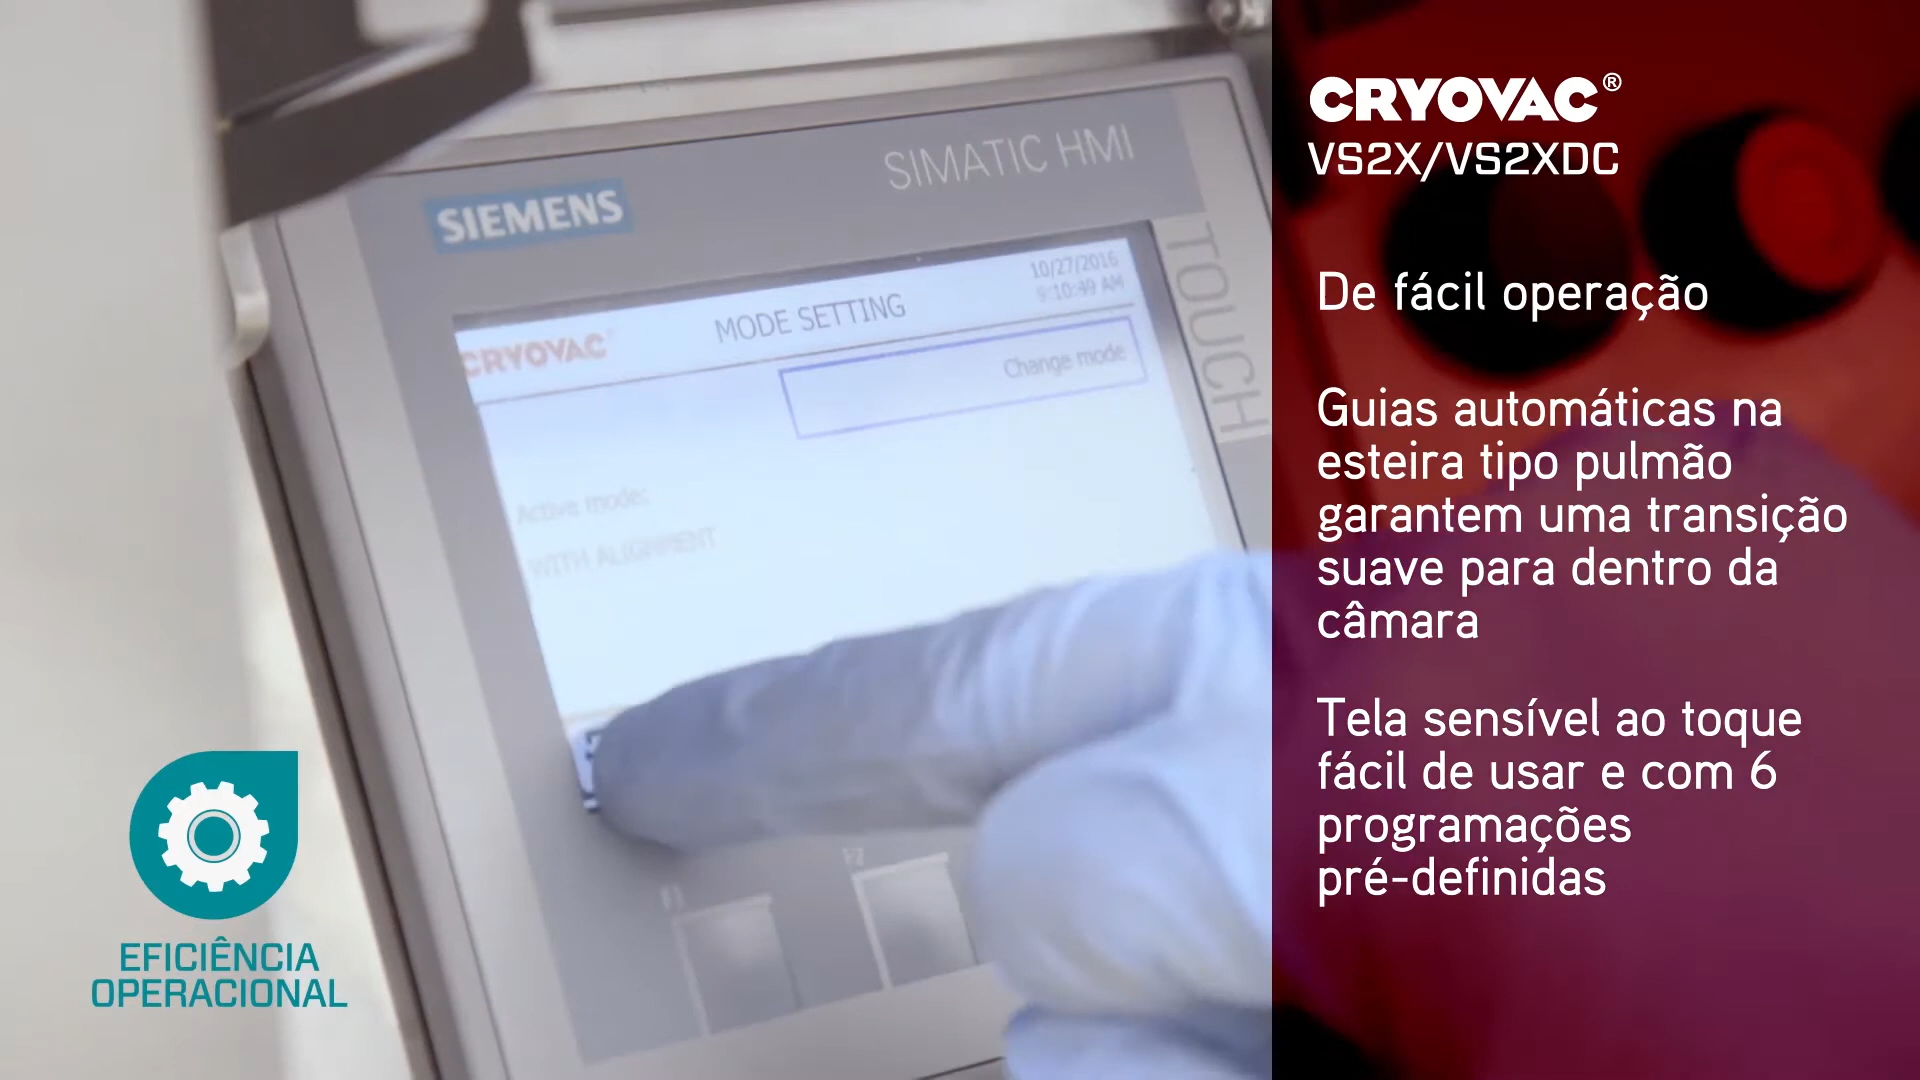 CRYOVAC®
VS2X/VS2XDC
De fácil operação
Guias automáticas na
esteira tipo pulmão
garantem uma transição
suave para dentro da
câmara
Tela sensível ao toque
fácil de usar e com 6
programações
pré-definidas
SIEMENS
SIMATIC HMI
TOUCH
CRYOVAC
MODE SETTING
10/27/2016
9:10:49 AM
Change mode
Active mode:
WITH ALIGNMENT
F1
F2
EFICIÊNCIA
OPERACIONAL